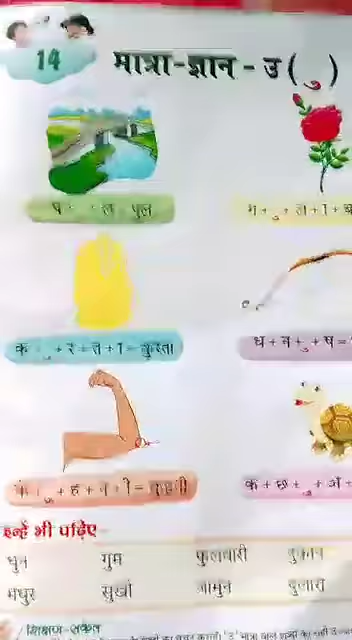 14
मात्रा-ज्ञान - उ ( ु )
प + ु + ल = पुल
ग + ु + ल + ा + ब
क + ु + र + त + ा = कुरता
ध + न + ु + ष =
क + ु + ह + न + ी = कुहनी
क + छ + ु + आ
इन्हें भी पढ़िए
धुन गुम फुलवारी दुकान
मधुर सुर्खी जामुन दुलारी
शिक्षण-संकेत